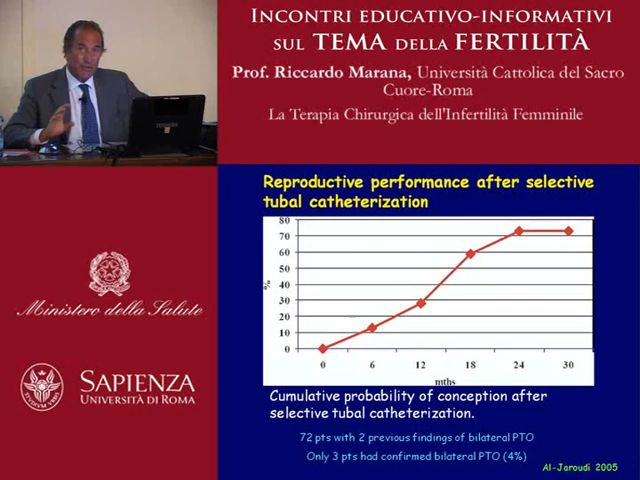 INCONTRI EDUCATIVO-INFORMATIVI
SUL TEMA DELLA FERTILITÀ
Prof. Riccardo Marana, Università Cattolica del Sacro
Cuore-Roma
La Terapia Chirurgica dell'Infertilità Femminile
Ministero della Salute
SAPIENZA
UNIVERSITÀ DI ROMA
Reproductive performance after selective
tubal catheterization
80
70
60
50
40
30
20
10
0
%
0 6 12 18 24 30
mths
Cumulative probability of conception after
selective tubal catheterization.
72 pts with 2 previous findings of bilateral PTO
Only 3 pts had confirmed bilateral PTO (4%)
Al-Jaroudi 2005